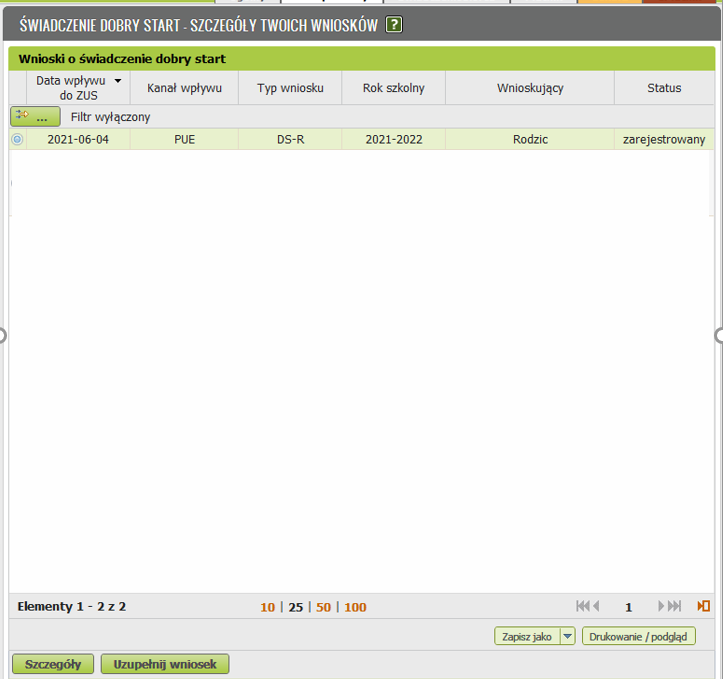 ŚWIADCZENIE DOBRY START - SZCZEGÓŁY TWOICH WNIOSKÓW ?
Wnioski o świadczenie dobry start
Data wpływu do ZUS Kanał wpływu Typ wniosku Rok szkolny Wnioskujący Status
... Filtr wyłączony
2021-06-04 PUE DS-R 2021-2022 Rodzic zarejestrowany
Elementy 1 - 2 z 2 10 | 25 | 50 | 100 1
Zapisz jako Drukowanie / podgląd
Szczegóły Uzupełnij wniosek